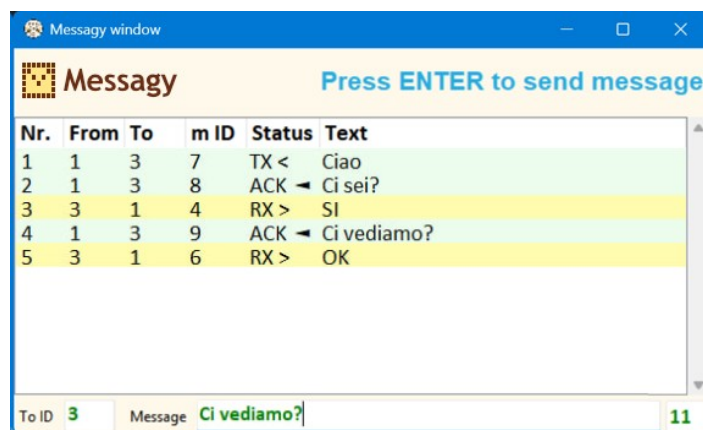 Messagy window
Messagy Press ENTER to send message
Nr. From To m ID Status Text
1 1 3 7 TX < Ciao
2 1 3 8 ACK ◄ Ci sei?
3 3 1 4 RX > SI
4 1 3 9 ACK ◄ Ci vediamo?
5 3 1 6 RX > OK
To ID 3 Message Ci vediamo? 11